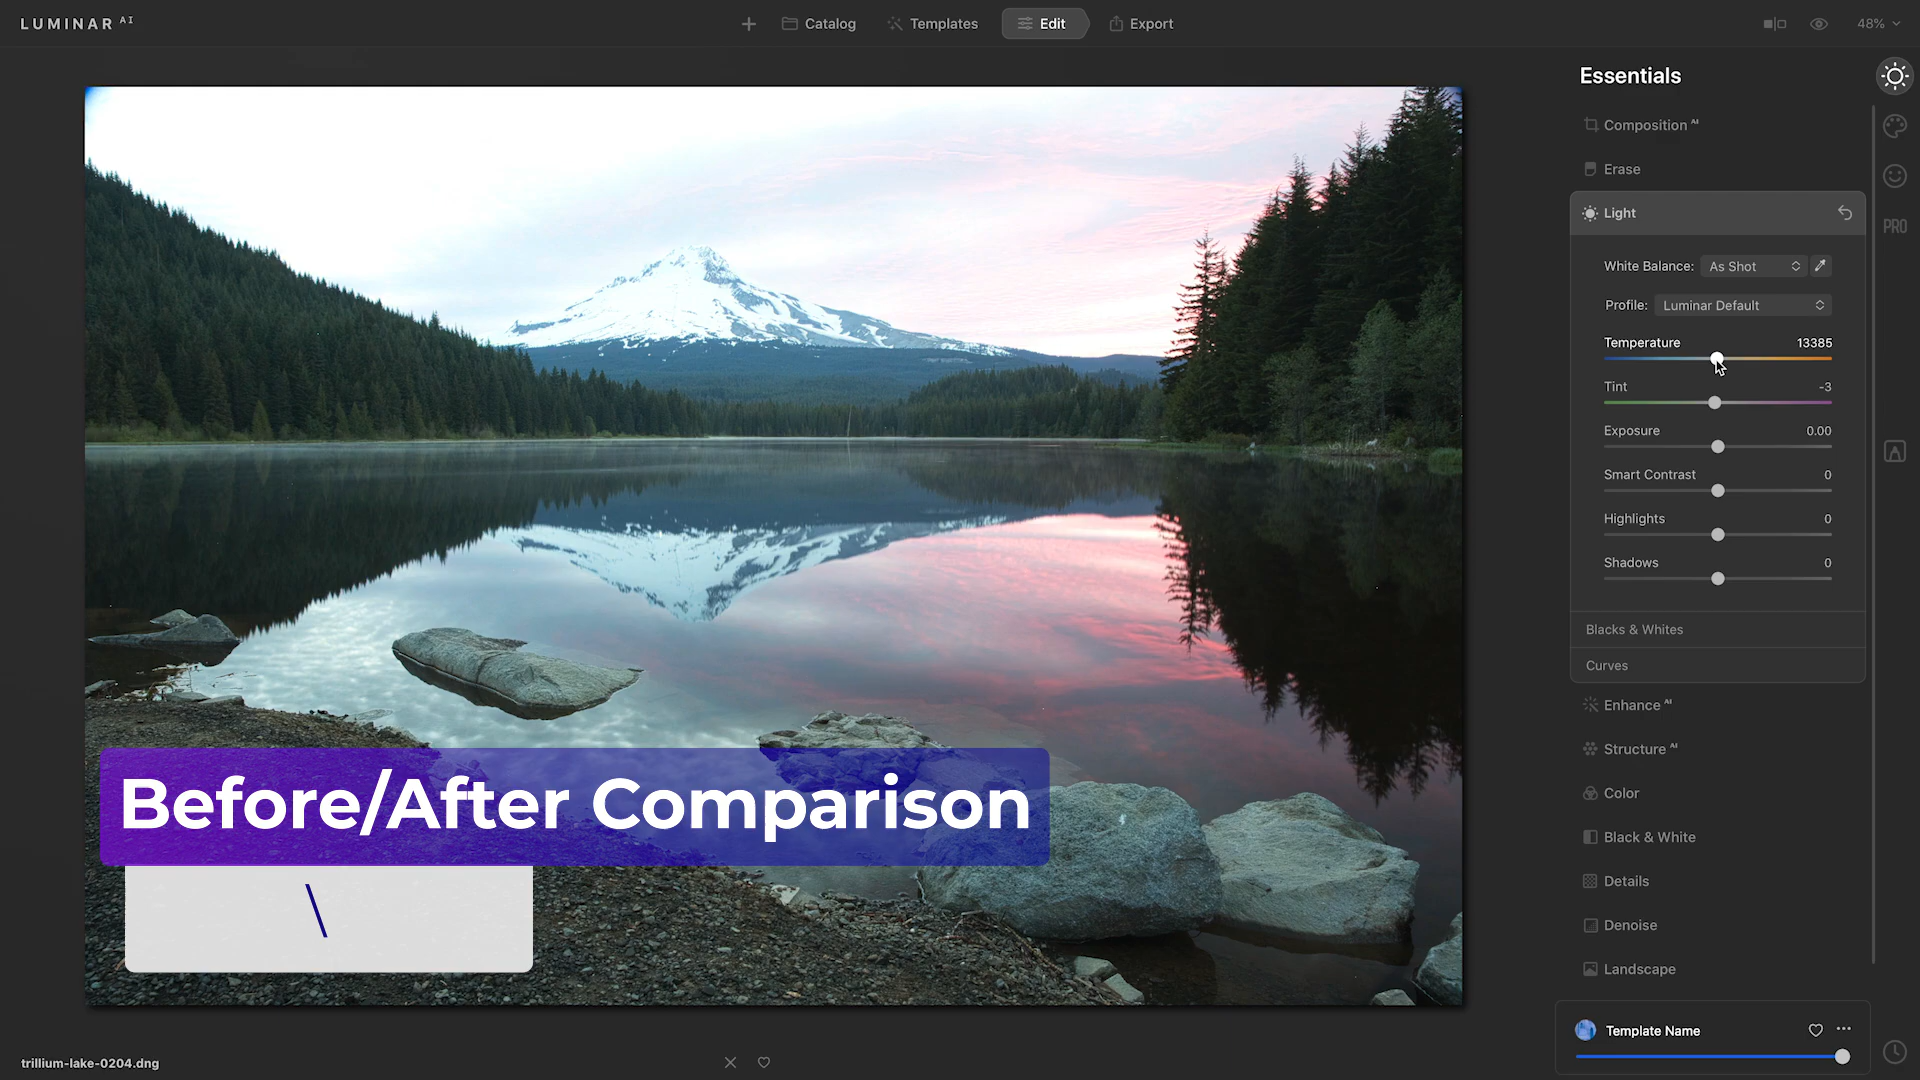 LUMINAR AI
Catalog
Templates
Edit
Export
48%
Essentials
Composition AI
Erase
Light
PRO
White Balance: As Shot
Profile: Luminar Default
Temperature 13385
Tint -3
Exposure 0.00
Smart Contrast 0
Highlights 0
Shadows 0
Blacks & Whites
Curves
Enhance AI
Structure AI
Color
Black & White
Details
Denoise
Landscape
Template Name
Before/After Comparison
\
trillium-lake-0204.dng